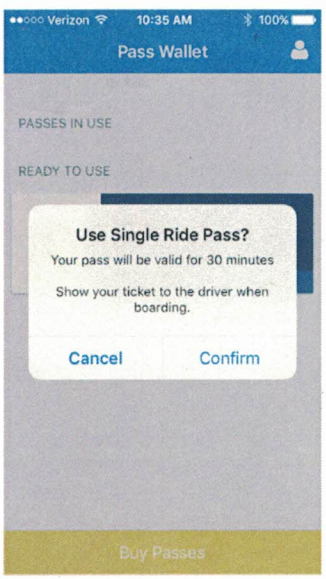 Verizon 10:35 AM 100%
Pass Wallet
PASSES IN USE
READY TO USE
Use Single Ride Pass?
Your pass will be valid for 30 minutes
Show your ticket to the driver when
boarding.
Cancel Confirm
Buy Passes